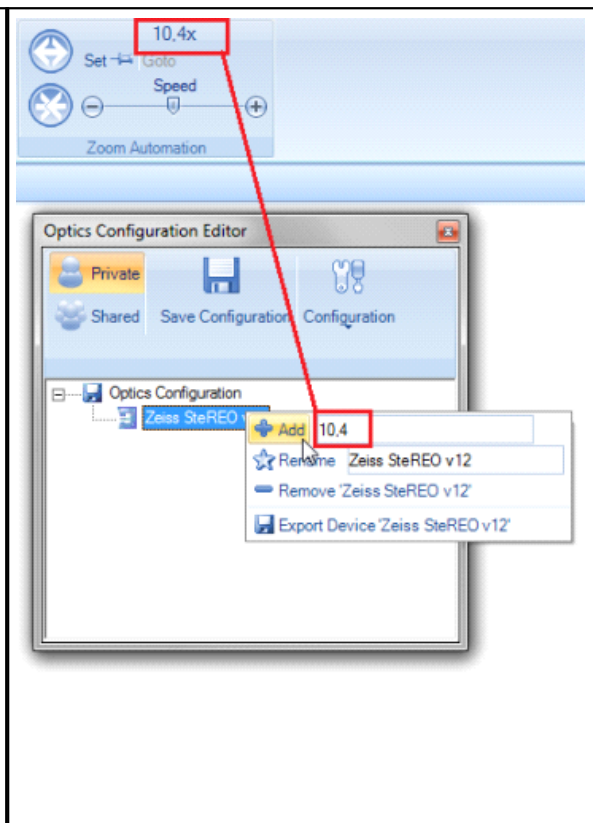 10,4x
Set Goto
Speed
Zoom Automation
Optics Configuration Editor
Private
Shared Save Configuration Configuration
Optics Configuration
Zeiss SteREO
Add 10,4
Rename Zeiss SteREO v12
Remove 'Zeiss SteREO v12'
Export Device 'Zeiss SteREO v12'